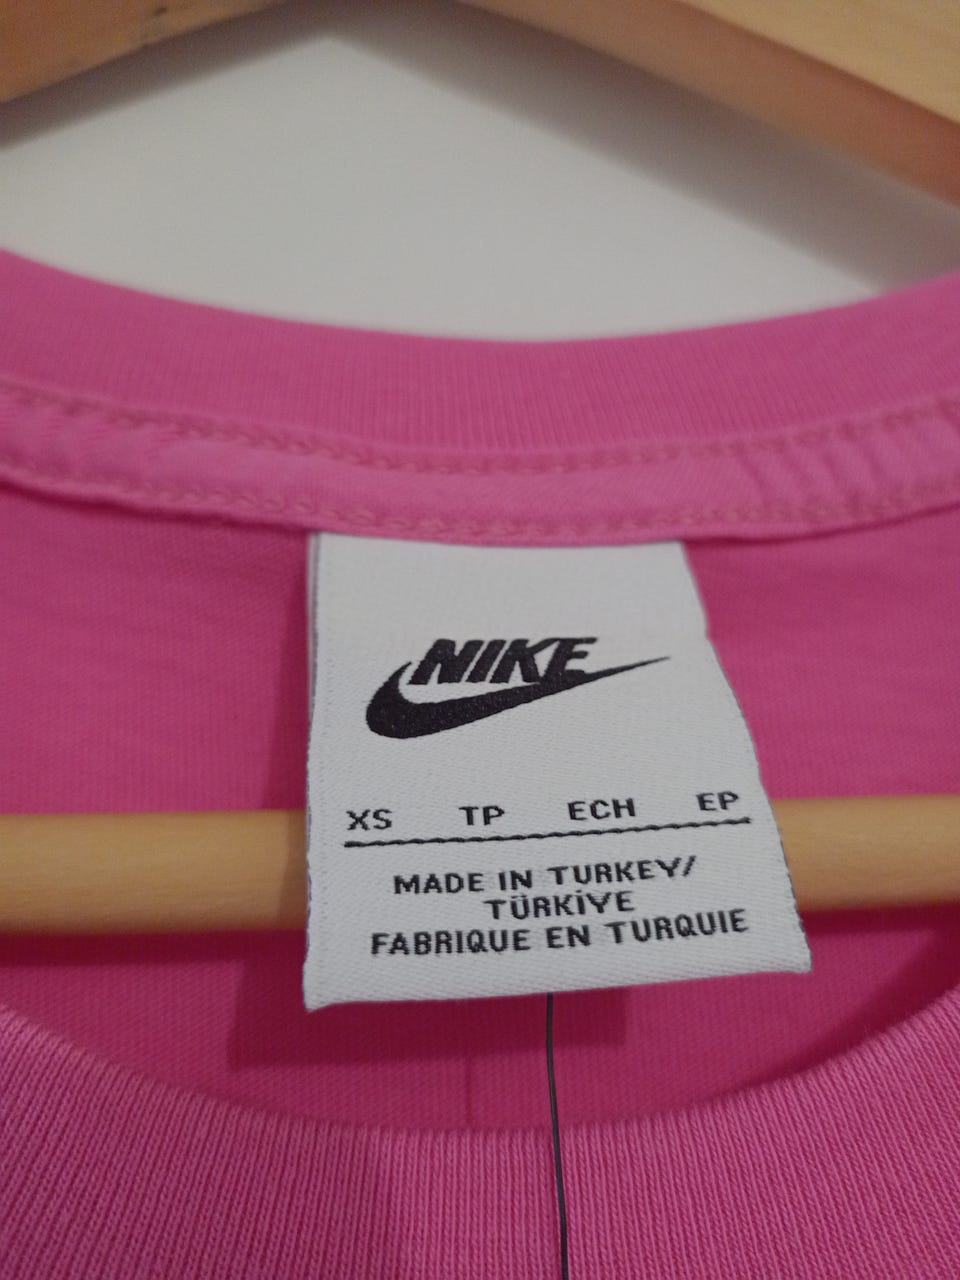 NIKE
XS TP ECH EP
MADE IN TURKEY/
TÜRKİYE
FABRIQUE EN TURQUIE